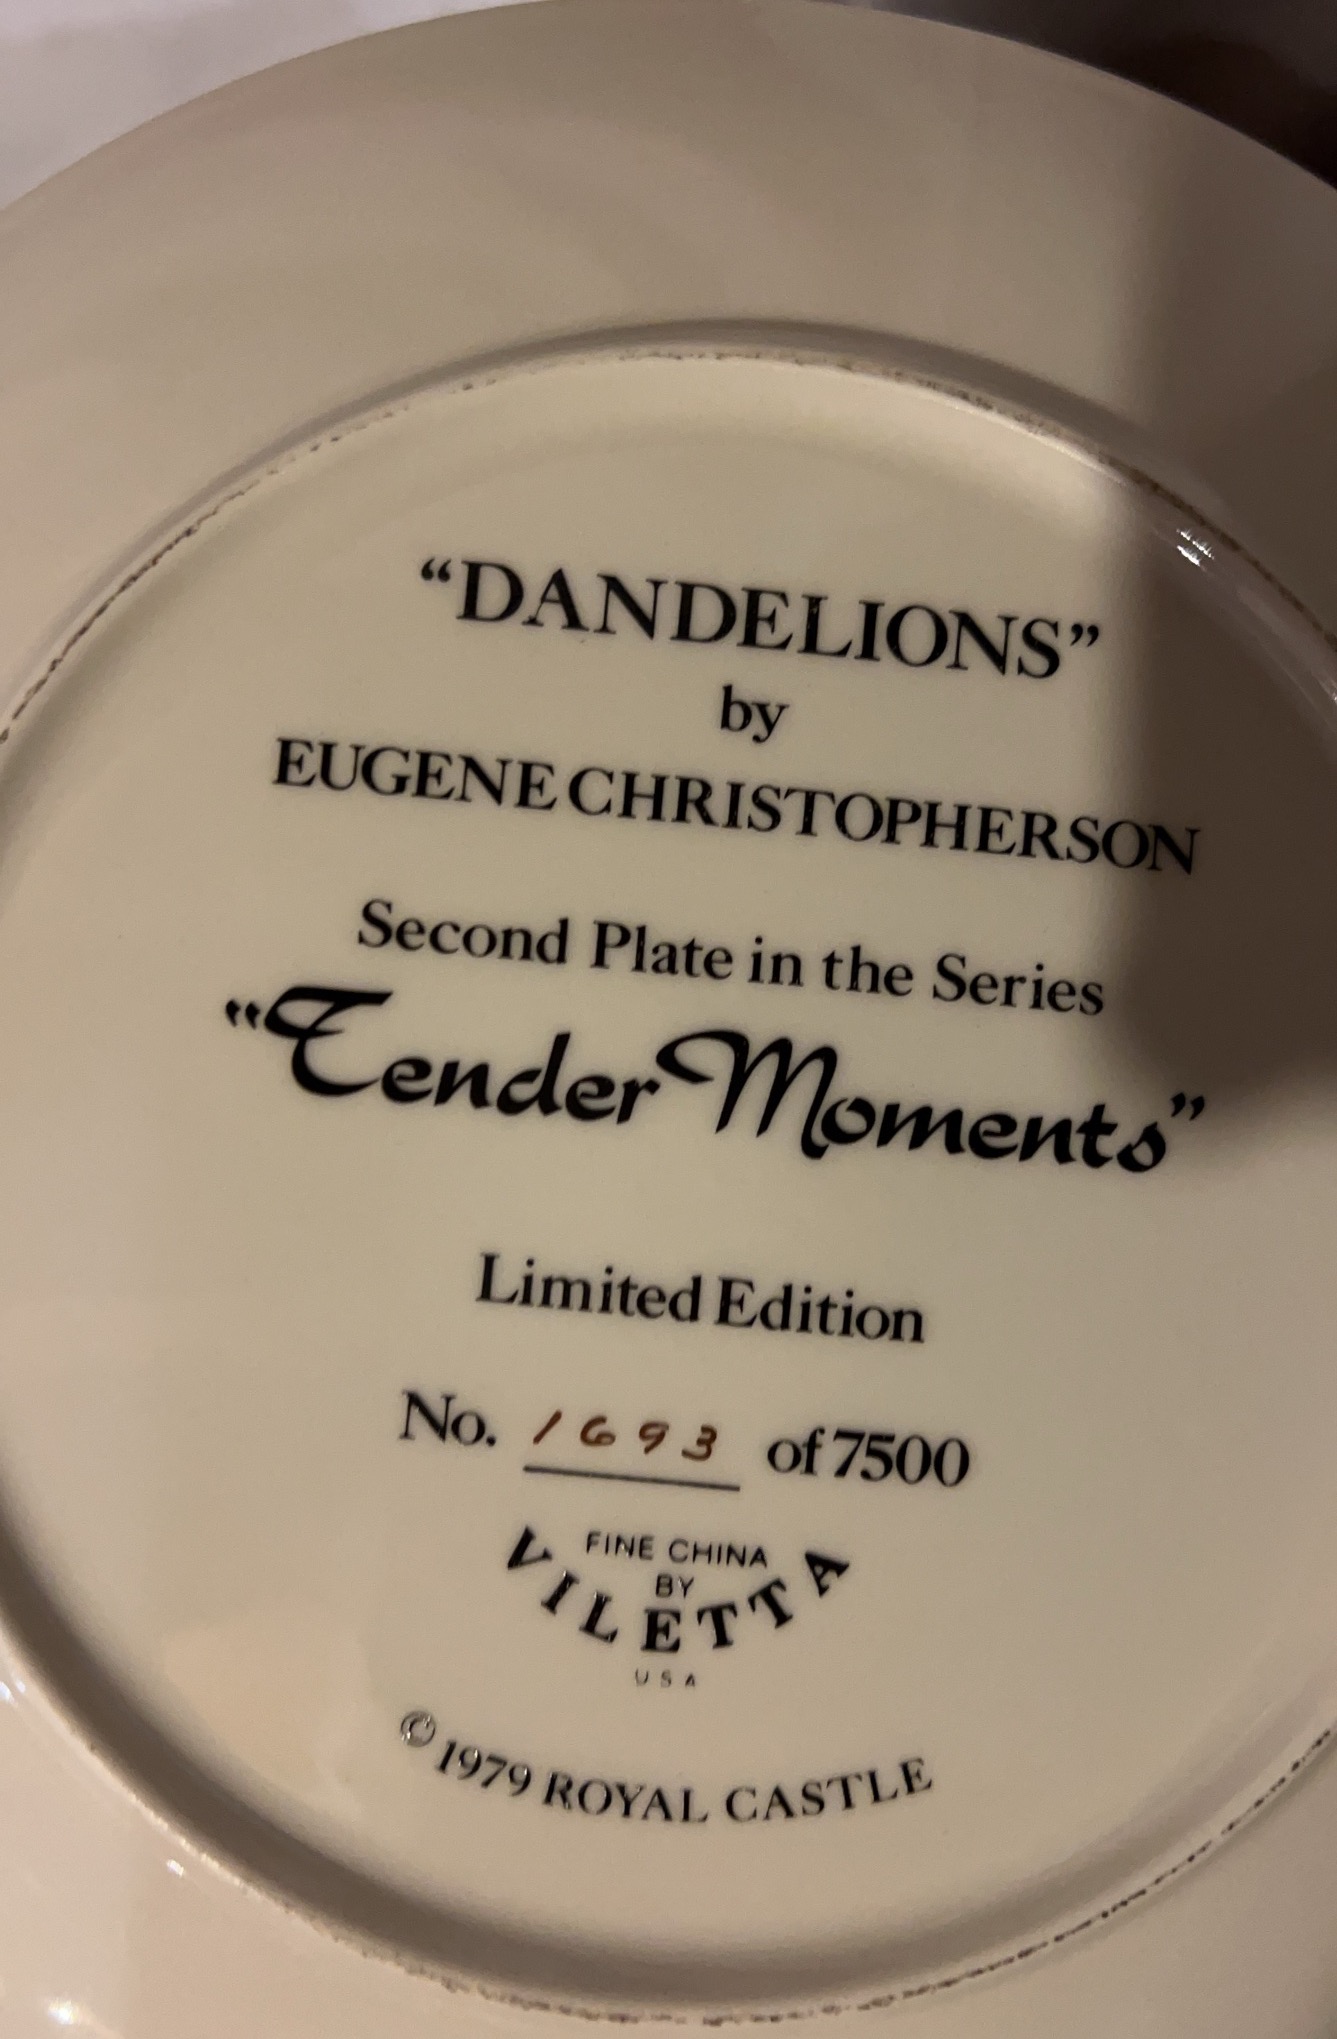 “DANDELIONS”
by
EUGENE CHRISTOPHERSON
Second Plate in the Series
“Tender Moments”
Limited Edition
No. 1693 of 7500
FINE CHINA
BY
VILETTA
USA
© 1979 ROYAL CASTLE